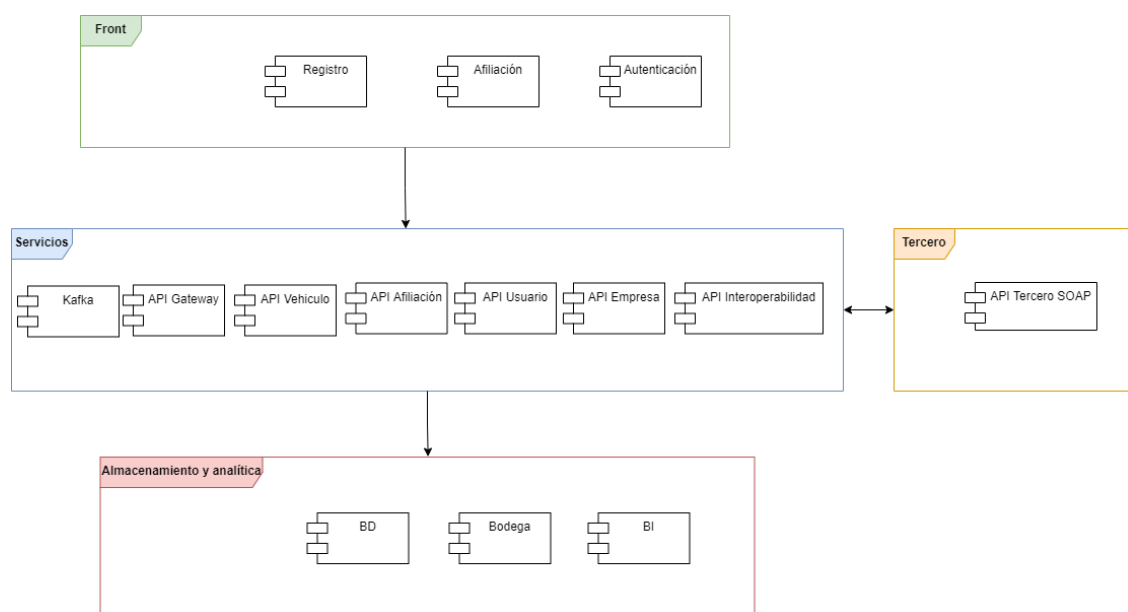 Front
Registro
Afiliación
Autenticación
Servicios
Tercero
Kafka
API Gateway
API Vehiculo
API Afiliación
API Usuario
API Empresa
API Interoperabilidad
API Tercero SOAP
Almacenamiento y analítica
BD
Bodega
BI